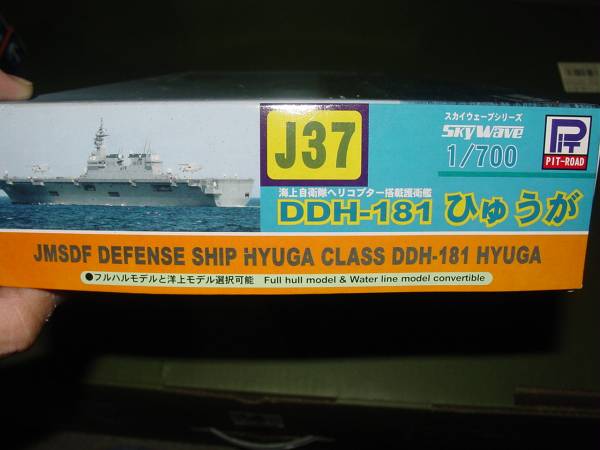 J37
スカイウェーブシリーズ
SKYWAVE
1/700
PIT
PIT-ROAD
海上自衛隊ヘリコプター搭載護衛艦
DDH-181 ひゅうが
JMSDF DEFENSE SHIP HYUGA CLASS DDH-181 HYUGA
●フルハルモデルと洋上モデル選択可能 Full hull model & Water line model convertible